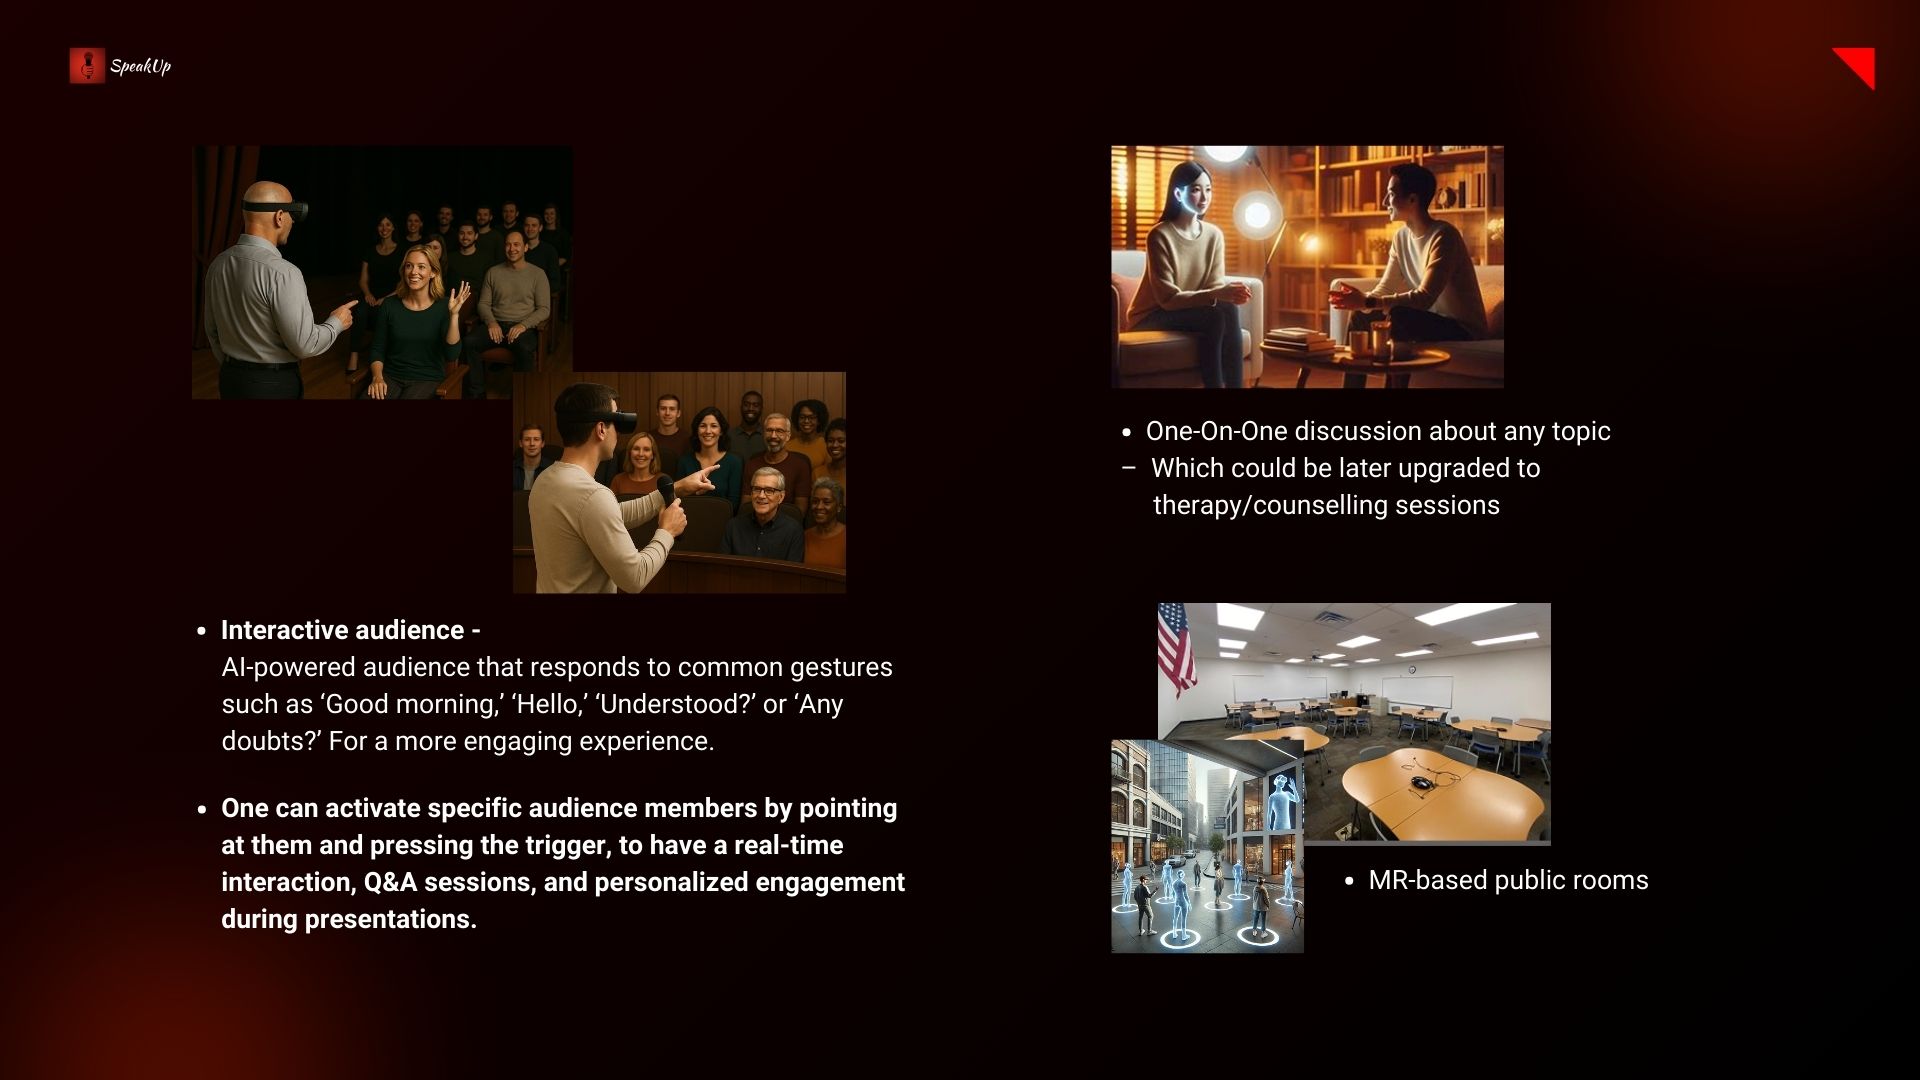 SpeakUp
• Interactive audience -
AI-powered audience that responds to common gestures
such as ‘Good morning,’ ‘Hello,’ ‘Understood?’ or ‘Any
doubts?’ For a more engaging experience.
• One can activate specific audience members by pointing
at them and pressing the trigger, to have a real-time
interaction, Q&A sessions, and personalized engagement
during presentations.
• One-On-One discussion about any topic
– Which could be later upgraded to
therapy/counselling sessions
• MR-based public rooms